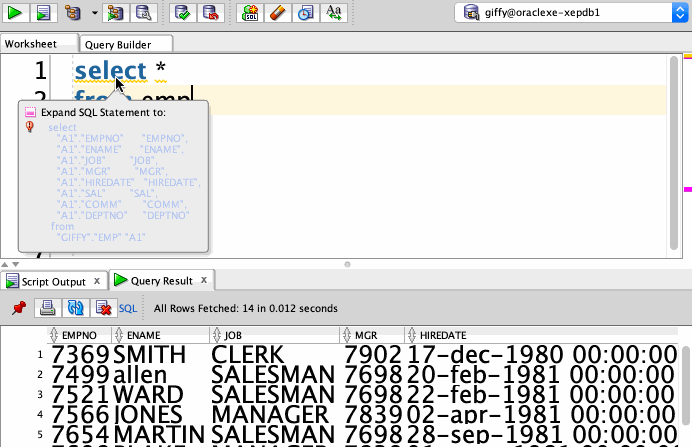 SQL
Aa
giffy@oraclexe-xepdb1
Worksheet
Query Builder
1 select *
2 from emp
Expand SQL Statement to:
select
"A1"."EMPNO" "EMPNO",
"A1"."ENAME" "ENAME",
"A1"."JOB" "JOB",
"A1"."MGR" "MGR",
"A1"."HIREDATE" "HIREDATE",
"A1"."SAL" "SAL",
"A1"."COMM" "COMM",
"A1"."DEPTNO" "DEPTNO"
from
"GIFFY"."EMP" "A1"
Script Output x
Query Result x
SQL All Rows Fetched: 14 in 0.012 seconds
EMPNO ENAME JOB MGR HIREDATE
1 7369 SMITH CLERK 7902 17-dec-1980 00:00:00
2 7499 allen SALESMAN 7698 20-feb-1981 00:00:00
3 7521 WARD SALESMAN 7698 22-feb-1981 00:00:00
4 7566 JONES MANAGER 7839 02-apr-1981 00:00:00
5 7654 MARTIN SALESMAN 7698 28-sep-1981 00:00:00